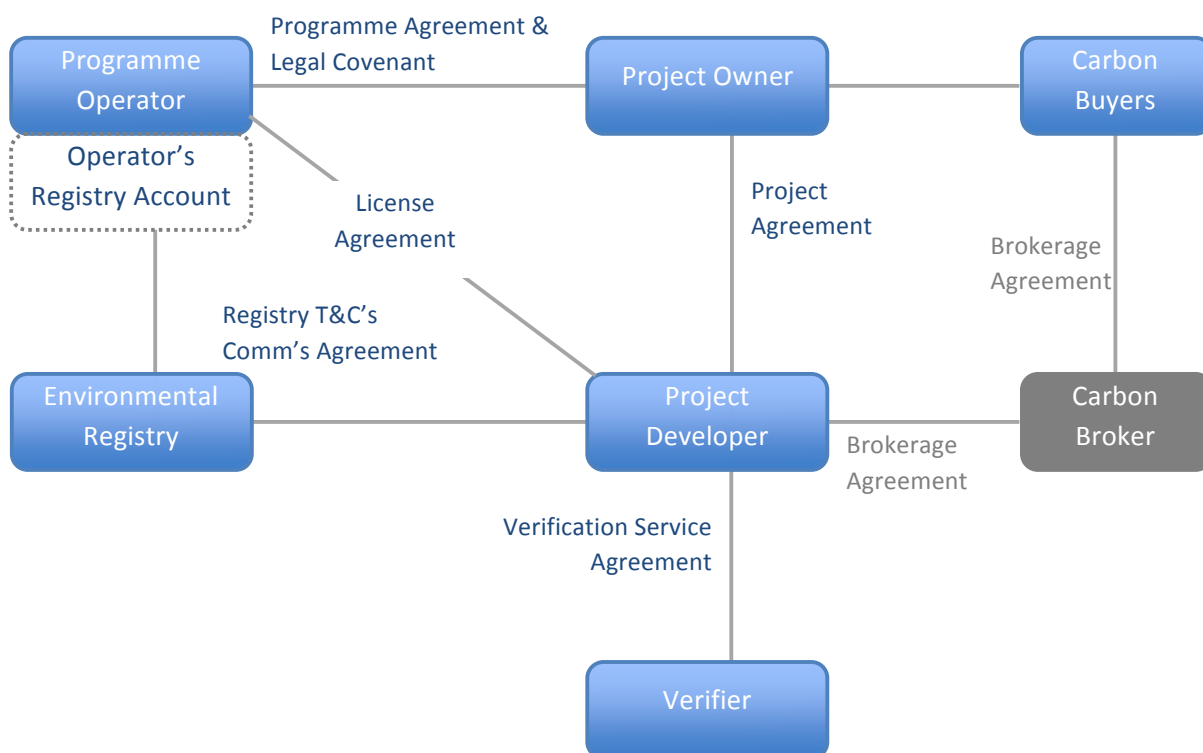 Programme Agreement &
Legal Covenant
Programme
Operator
Project Owner
Carbon
Buyers
Operator’s
Registry Account
License
Agreement
Project
Agreement
Brokerage
Agreement
Registry T&C’s
Comm’s Agreement
Environmental
Registry
Project
Developer
Carbon
Broker
Brokerage
Agreement
Verification Service
Agreement
Verifier